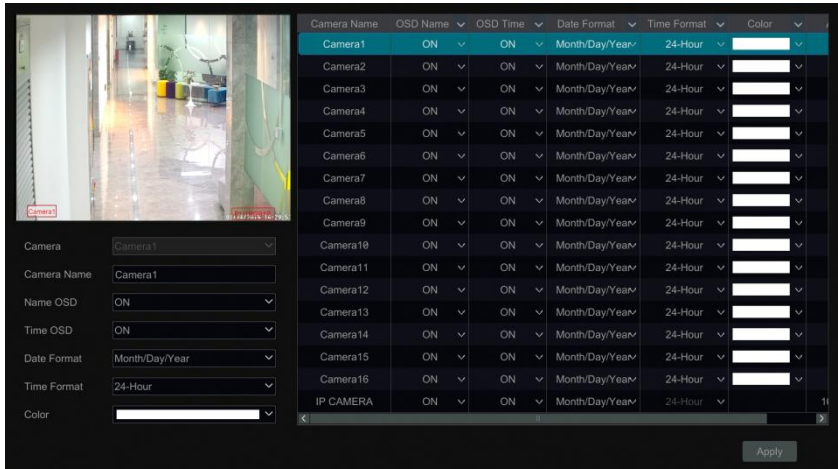 Camera Name OSD Name OSD Time Date Format Time Format Color
Camera1 ON ON Month/Day/Year 24-Hour
Camera2 ON ON Month/Day/Year 24-Hour
Camera3 ON ON Month/Day/Year 24-Hour
Camera4 ON ON Month/Day/Year 24-Hour
Camera5 ON ON Month/Day/Year 24-Hour
Camera6 ON ON Month/Day/Year 24-Hour
Camera7 ON ON Month/Day/Year 24-Hour
Camera8 ON ON Month/Day/Year 24-Hour
Camera9 ON ON Month/Day/Year 24-Hour
Camera10 ON ON Month/Day/Year 24-Hour
Camera11 ON ON Month/Day/Year 24-Hour
Camera12 ON ON Month/Day/Year 24-Hour
Camera13 ON ON Month/Day/Year 24-Hour
Camera14 ON ON Month/Day/Year 24-Hour
Camera15 ON ON Month/Day/Year 24-Hour
Camera16 ON ON Month/Day/Year 24-Hour
IP CAMERA ON ON Month/Day/Year 24-Hour
Camera1
Camera Camera1
Camera Name Camera1
Name OSD ON
Time OSD ON
Date Format Month/Day/Year
Time Format 24-Hour
Color
Apply